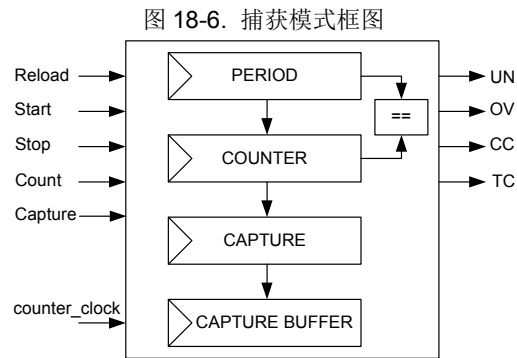 图 18-6. 捕获模式框图
Reload
PERIOD
UN
Start
==
OV
Stop
COUNTER
CC
Count
TC
Capture
CAPTURE
counter_clock
CAPTURE BUFFER